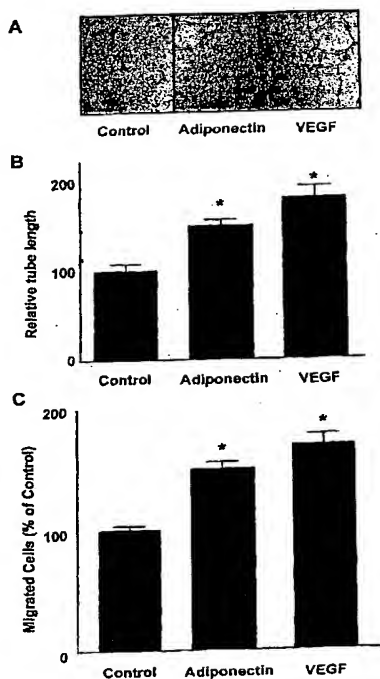 A
Control Adiponectin VEGF
B
Relative tube length
200
100
0
* *
Control Adiponectin VEGF
C
Migrated Cells (% of Control)
200
100
0
* *
Control Adiponectin VEGF